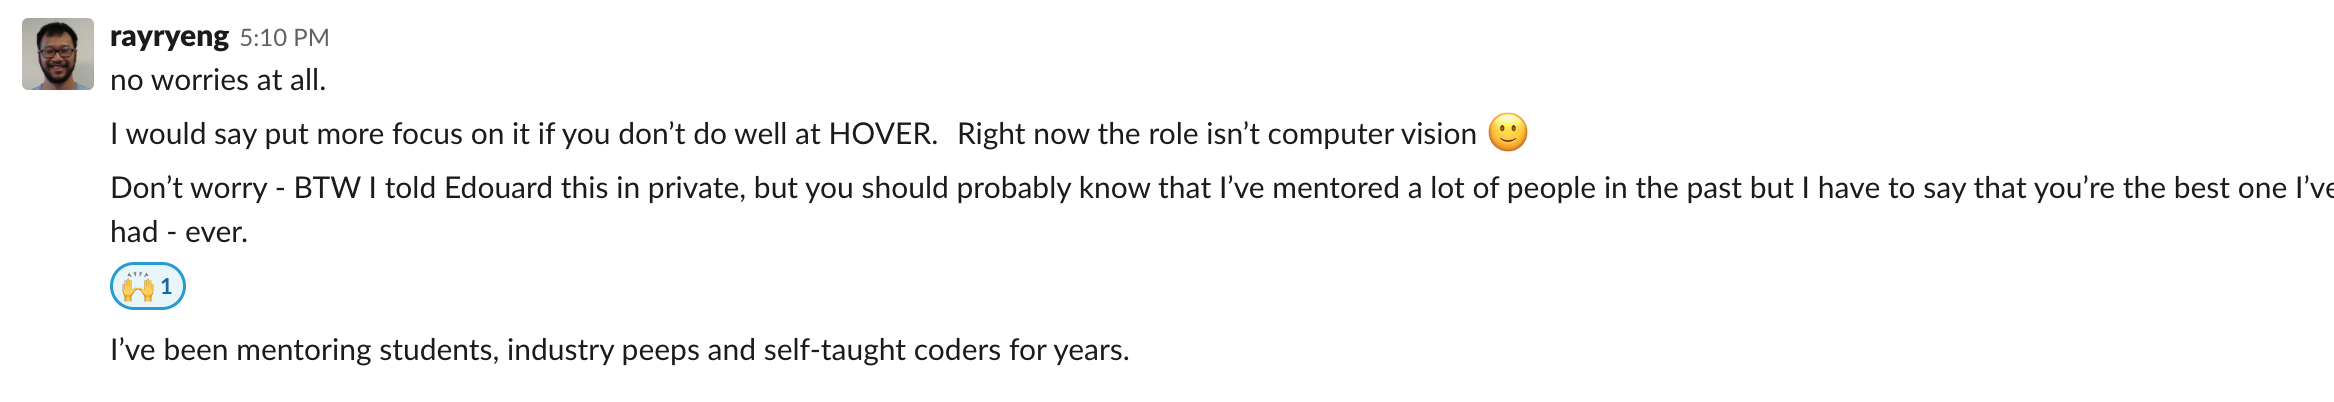 rayryeng 5:10 PM
no worries at all.
I would say put more focus on it if you don’t do well at HOVER.  Right now the role isn’t computer vision 🙂
Don’t worry - BTW I told Edouard this in private, but you should probably know that I’ve mentored a lot of people in the past but I have to say that you’re the best one I’ve
had - ever.
🙌 1
I’ve been mentoring students, industry peeps and self-taught coders for years.